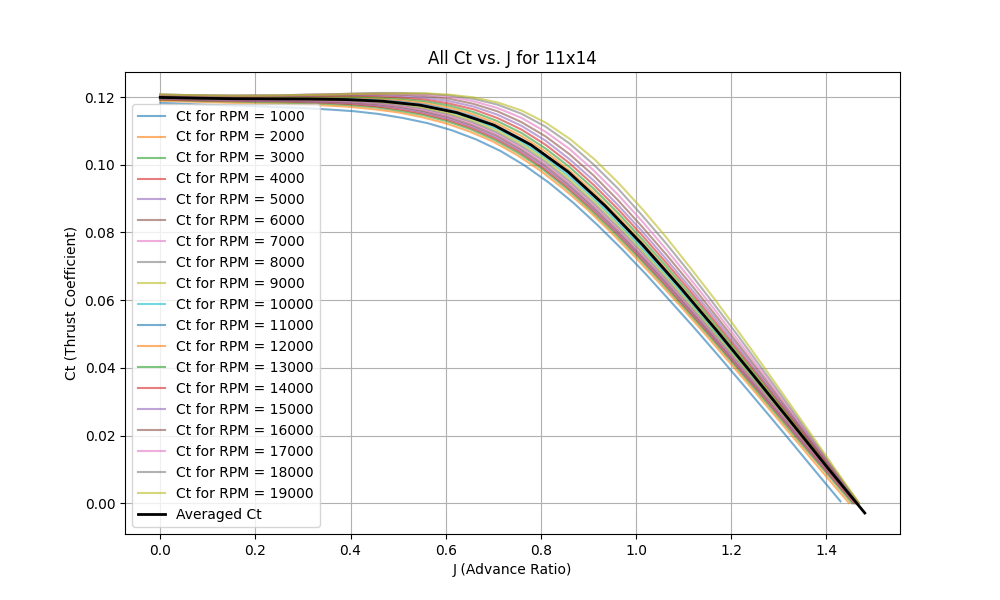 All Ct vs. J for 11x14
Ct (Thrust Coefficient)
0.12
0.10
0.08
0.06
0.04
0.02
0.00
Ct for RPM = 1000
Ct for RPM = 2000
Ct for RPM = 3000
Ct for RPM = 4000
Ct for RPM = 5000
Ct for RPM = 6000
Ct for RPM = 7000
Ct for RPM = 8000
Ct for RPM = 9000
Ct for RPM = 10000
Ct for RPM = 11000
Ct for RPM = 12000
Ct for RPM = 13000
Ct for RPM = 14000
Ct for RPM = 15000
Ct for RPM = 16000
Ct for RPM = 17000
Ct for RPM = 18000
Ct for RPM = 19000
Averaged Ct
0.0 0.2 0.4 0.6 0.8 1.0 1.2 1.4
J (Advance Ratio)